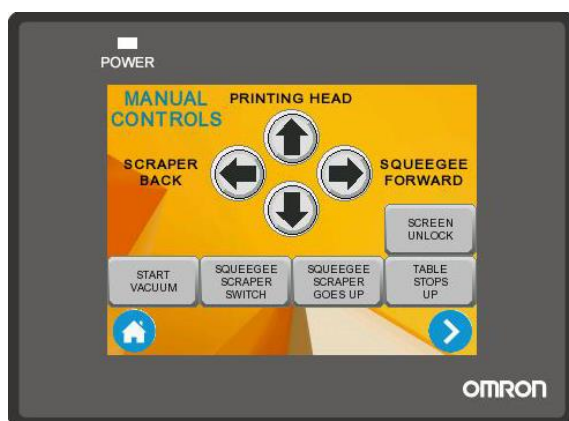 POWER
MANUAL
CONTROLS
PRINTING HEAD
SCRAPER
BACK
SQUEEGEE
FORWARD
SCREEN
UNLOCK
START
VACUUM
SQUEEGEE
SCRAPER
SWITCH
SQUEEGEE
SCRAPER
GOES UP
TABLE
STOPS
UP
OMRON